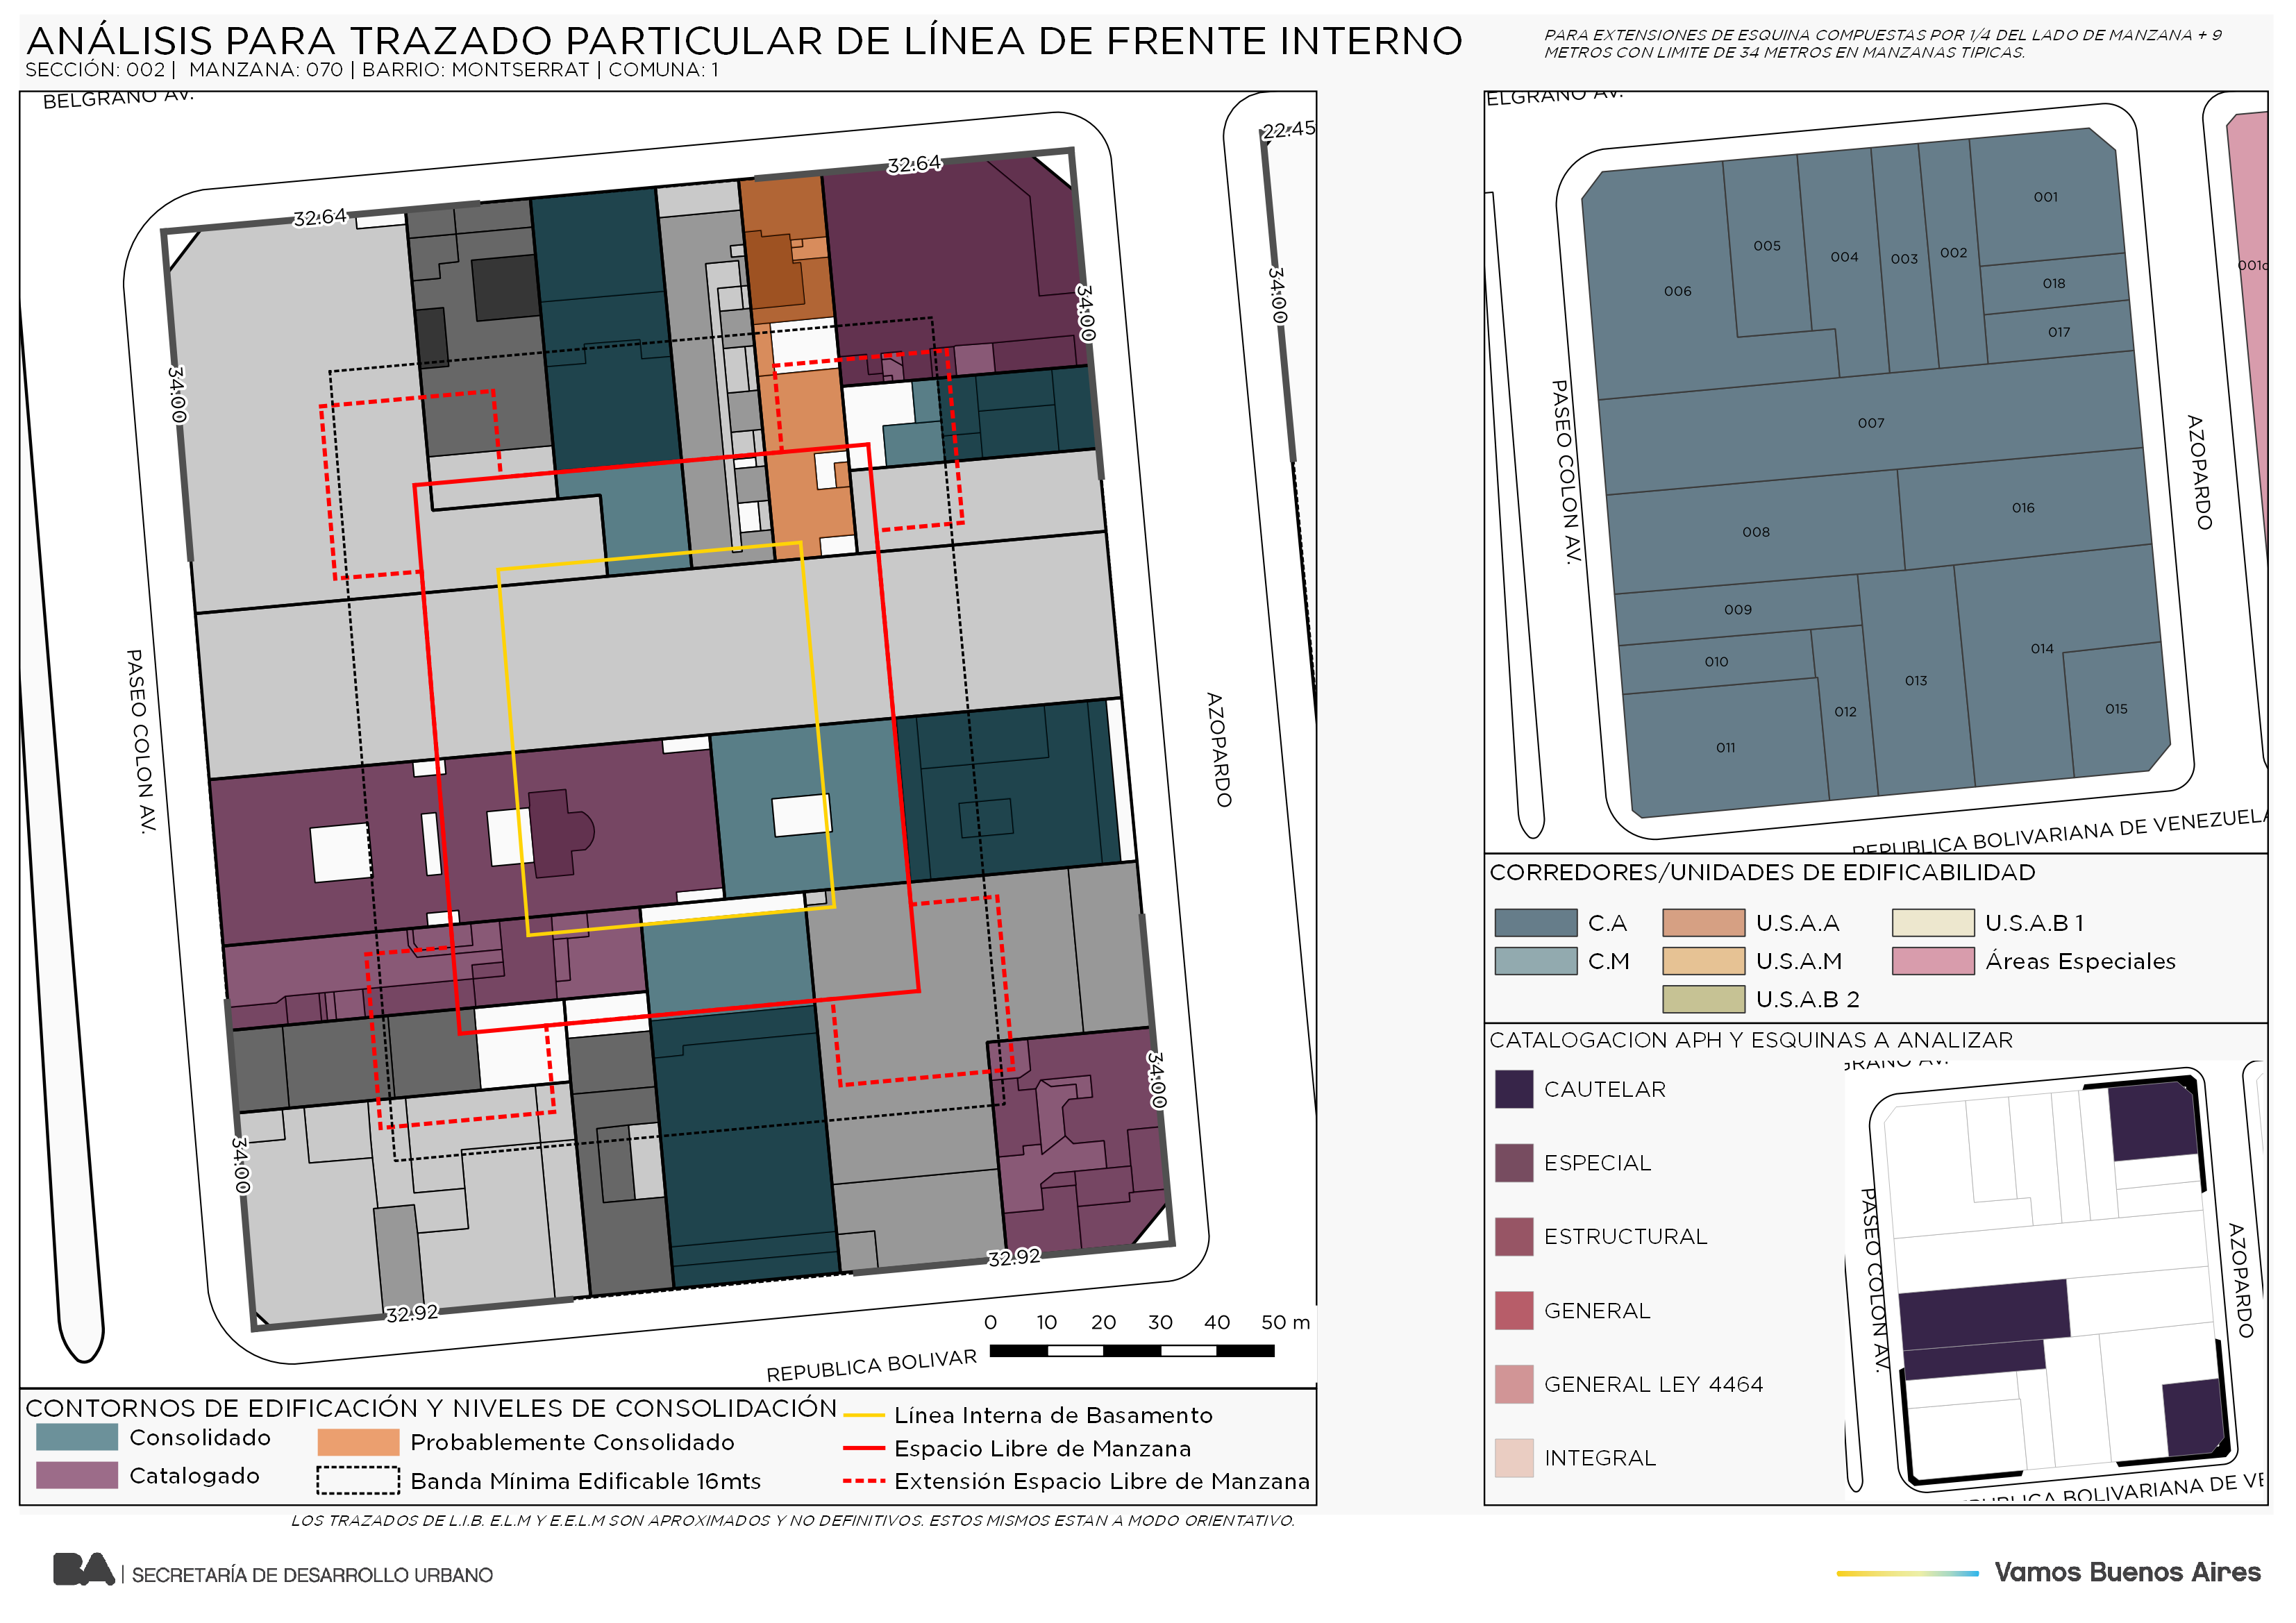 ANÁLISIS PARA TRAZADO PARTICULAR DE LÍNEA DE FRENTE INTERNO
SECCIÓN: 002 | MANZANA: 070 | BARRIO: MONTSERRAT | COMUNA: 1
PARA EXTENSIONES DE ESQUINA COMPUESTAS POR 1/4 DEL LADO DE MANZANA + 9
METROS CON LIMITE DE 34 METROS EN MANZANAS TIPICAS.
BELGRANO AV.
22.45
32.64
32.64
34.00
34.00
34.00
PASEO COLON AV.
AZOPARDO
34.00
34.00
32.92
32.92
REPUBLICA BOLIVAR
0 10 20 30 40 50 m
CONTORNOS DE EDIFICACIÓN Y NIVELES DE CONSOLIDACIÓN
Consolidado
Catalogado
Probablemente Consolidado
Banda Mínima Edificable 16mts
Línea Interna de Basamento
Espacio Libre de Manzana
Extensión Espacio Libre de Manzana
ELGRANO AV.
001
005
004
003
002
018
006
017
001c
007
PASEO COLON AV.
AZOPARDO
016
008
009
014
010
013
012
015
011
REPUBLICA BOLIVARIANA DE VENEZUELA
CORREDORES/UNIDADES DE EDIFICABILIDAD
C.A
U.S.A.A
U.S.A.B 1
C.M
U.S.A.M
Áreas Especiales
U.S.A.B 2
CATALOGACION APH Y ESQUINAS A ANALIZAR
CAUTELAR
ESPECIAL
ESTRUCTURAL
GENERAL
GENERAL LEY 4464
INTEGRAL
GRANO AV.
PASEO COLON AV.
AZOPARDO
PUBLICA BOLIVARIANA DE VE
LOS TRAZADOS DE L.I.B. E.L.M Y E.E.L.M SON APROXIMADOS Y NO DEFINITIVOS. ESTOS MISMOS ESTAN A MODO ORIENTATIVO.
BA | SECRETARÍA DE DESARROLLO URBANO
Vamos Buenos Aires